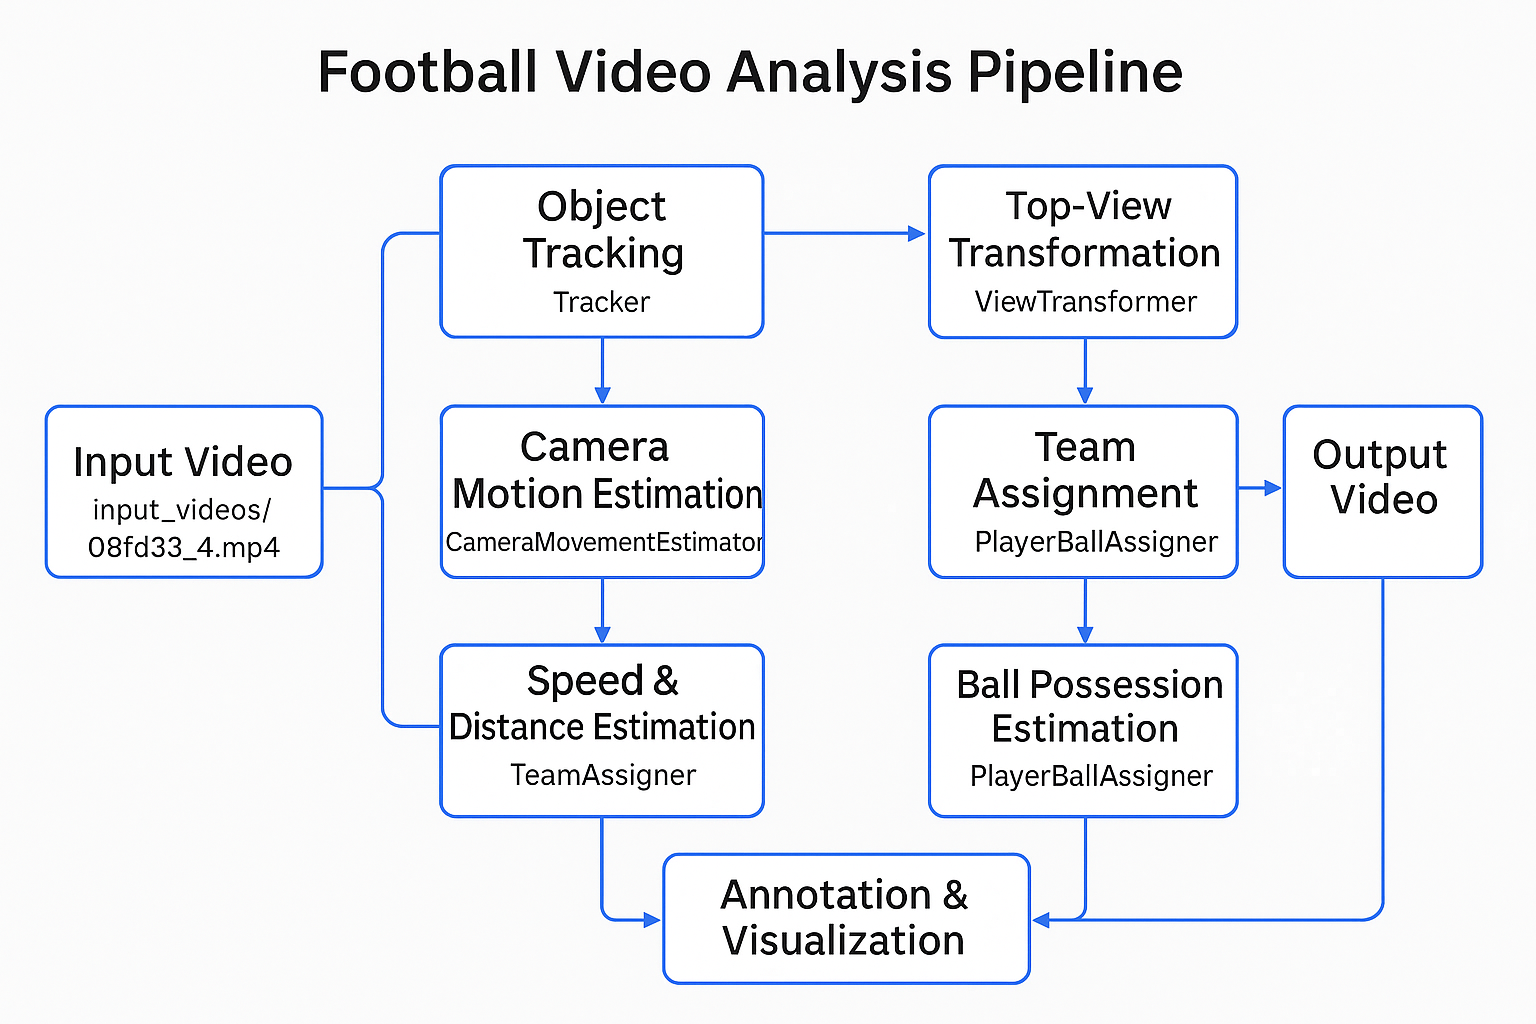 Football Video Analysis Pipeline
Object
Tracking
Tracker
Top-View
Transformation
ViewTransformer
Input Video
input_videos/
08fd33_4.mp4
Camera
Motion Estimation
CameraMovementEstimator
Team
Assignment
PlayerBallAssigner
Output
Video
Speed &
Distance Estimation
TeamAssigner
Ball Possession
Estimation
PlayerBallAssigner
Annotation &
Visualization